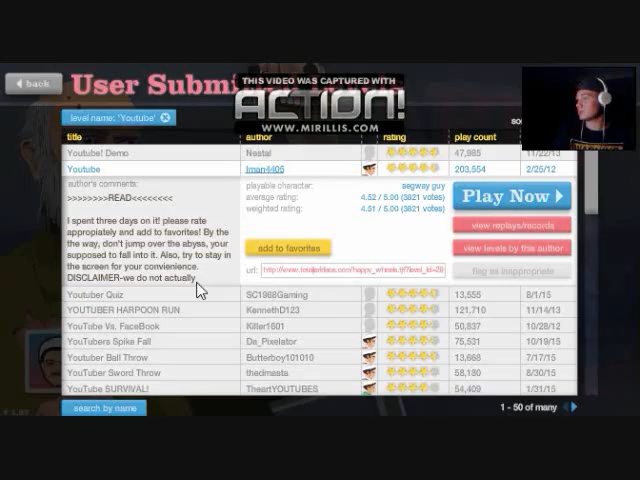 back
User Submi
THIS VIDEO WAS CAPTURED WITH
ACTION!
WWW.MIRILLIS.COM
level name: 'Youtube'
title author rating play count
Youtube! Demo Nestal 47,985 11/22/13
Youtube lman4405 203,554 2/25/12
author's comments:
>>>>>>>>READ<<<<<<<<
I spent three days on it! please rate
appropiately and add to favorites! By the
the way, don't jump over the abyss, your
supposed to fall into it. Also, try to stay
in the screen for your convienience.
DISCLAIMER-we do not actually
playable character: segway guy
average rating: 4.52 / 5.00 (3821 votes)
weighted rating: 4.51 / 5.00 (3821 votes)
add to favorites
url:
Play Now
view replays/records
view levels by this author
flag as inappropriate
Youtuber Quiz SC1968Gaming 13,555 8/1/15
YOUTUBER HARPOON RUN KennethD123 121,710 11/14/13
YouTube Vs. FaceBook Killer1601 50,837 10/28/12
YouTubers Spike Fall Da_Pixelator 75,531 10/19/15
Youtuber Ball Throw Butterboy101010 13,668 7/17/15
YouTuber Sword Throw thedmasta 58,180 8/30/15
YouTube SURVIVAL! TheartYOUTUBES 54,409 1/31/15
search by name
1 - 50 of many